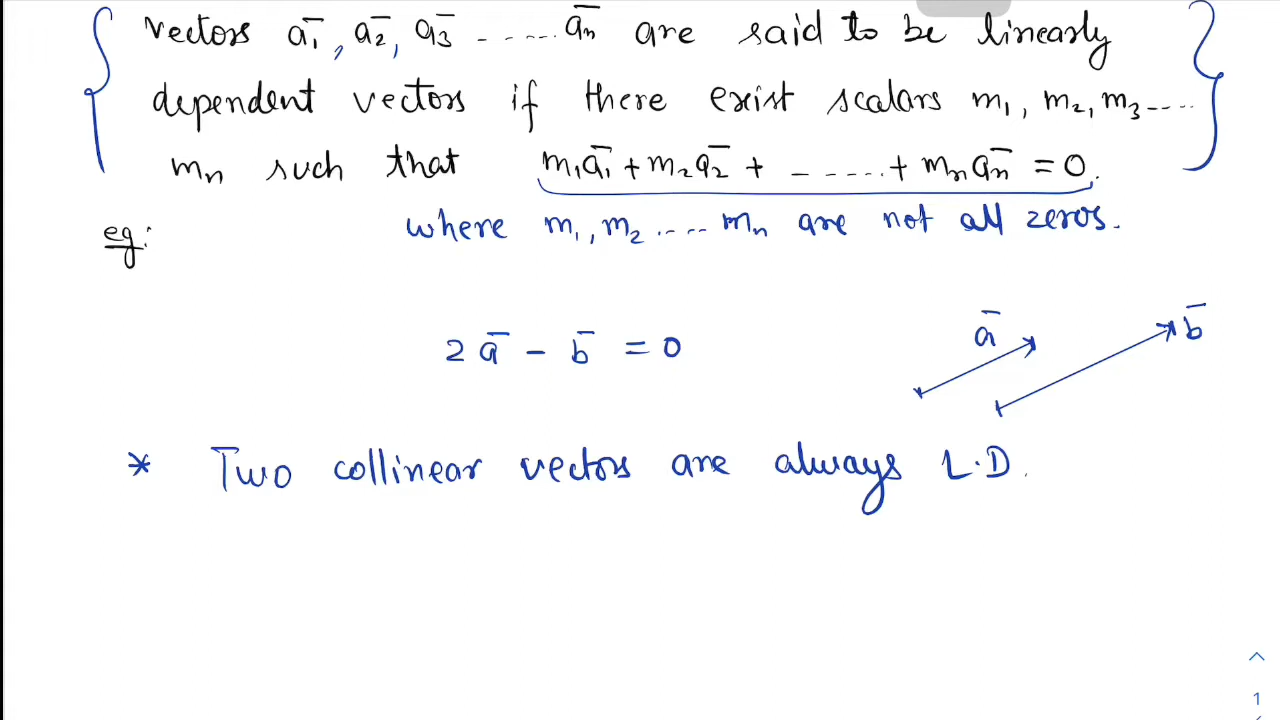 vectors a̅₁, a̅₂, a̅₃ ------ a̅ₙ are said to be linearly
dependent vectors if there exist scalars m₁, m₂, m₃----
mₙ such that m₁a̅₁ + m₂a̅₂ + ------ + mₙa̅ₙ = 0.
where m₁, m₂ ---- mₙ are not all zeros.
eg:
2a̅ - b̅ = 0
a̅
b̅
* Two collinear vectors are always L.D.
1